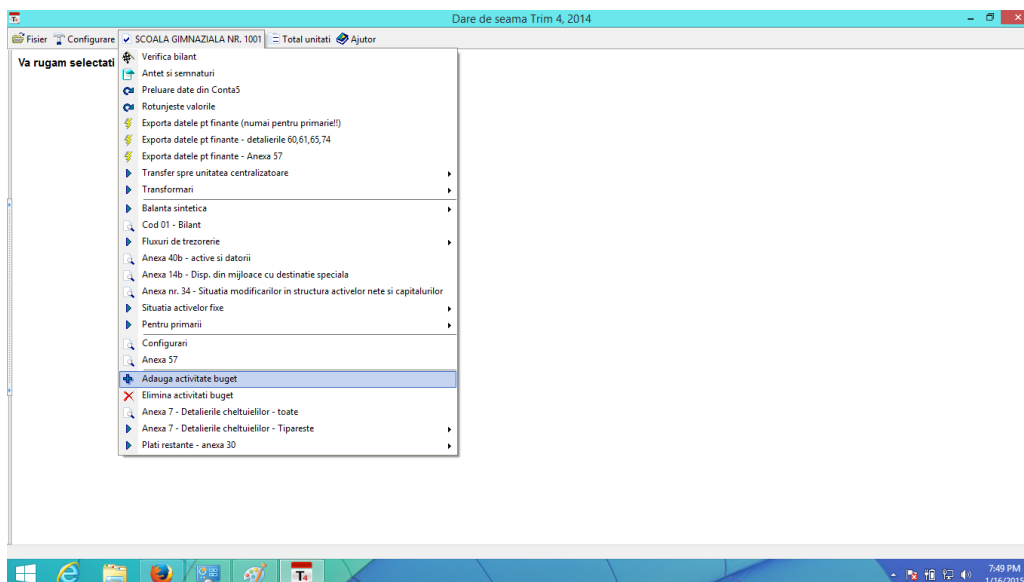 Dare de seama Trim 4, 2014
Fisier Configurare SCOALA GIMNAZIALA NR. 1001 Total unitati Ajutor
Va rugam selectati
Verifica bilant
Antet si semnaturi
Preluare date din Conta5
Rotunjeste valorile
Exporta datele pt finante (numai pentru primarie!!)
Exporta datele pt finante - detalierile 60,61,65,74
Exporta datele pt finante - Anexa 57
Transfer spre unitatea centralizatoare
Transformari
Balanta sintetica
Cod 01 - Bilant
Fluxuri de trezorerie
Anexa 40b - active si datorii
Anexa 14b - Disp. din mijloace cu destinatie speciala
Anexa nr. 34 - Situatia modificarilor in structura activelor nete si capitalurilor
Situatia activelor fixe
Pentru primarii
Configurari
Anexa 57
Adauga activitate buget
Elimina activitati buget
Anexa 7 - Detalierile cheltuielilor - toate
Anexa 7 - Detalierile cheltuielilor - Tipareste
Plati restante - anexa 30
T4
7:49 PM